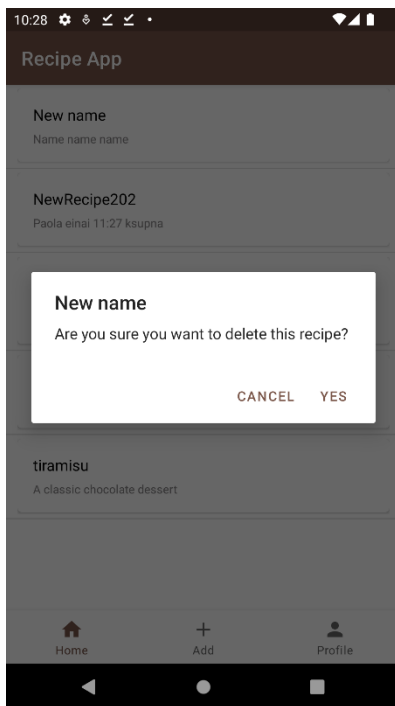 10:28
Recipe App
New name
Name name name
NewRecipe202
Paola einai 11:27 ksupna
New name
Are you sure you want to delete this recipe?
CANCEL YES
tiramisu
A classic chocolate dessert
Home Add Profile